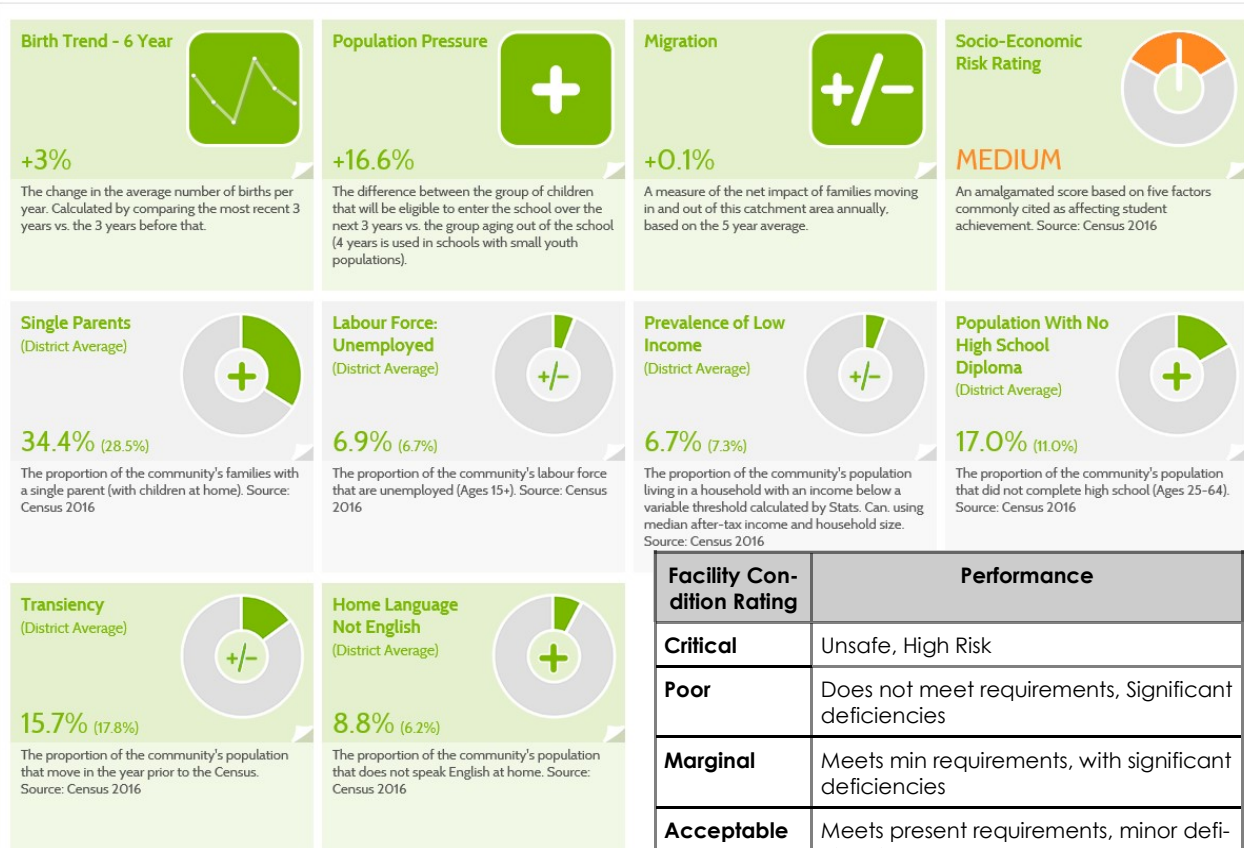 Birth Trend - 6 Year
+3%
The change in the average number of births per
year. Calculated by comparing the most recent 3
years vs. the 3 years before that.
Population Pressure
+16.6%
The difference between the group of children
that will be eligible to enter the school over the
next 3 years vs. the group aging out of the school
(4 years is used in schools with small youth
populations).
Migration
+/-
+0.1%
A measure of the net impact of families moving
in and out of this catchment area annually,
based on the 5 year average.
Socio-Economic
Risk Rating
MEDIUM
An amalgamated score based on five factors
commonly cited as affecting student
achievement. Source: Census 2016
Single Parents
(District Average)
+
34.4% (28.5%)
The proportion of the community's families with
a single parent (with children at home). Source:
Census 2016
Labour Force:
Unemployed
(District Average)
+/-
6.9% (6.7%)
The proportion of the community's labour force
that are unemployed (Ages 15+). Source: Census
2016
Prevalence of Low
Income
(District Average)
+/-
6.7% (7.3%)
The proportion of the community's population
living in a household with an income below a
variable threshold calculated by Stats. Can. using
median after-tax income and household size.
Source: Census 2016
Population With No
High School
Diploma
(District Average)
+
17.0% (11.0%)
The proportion of the community's population
that did not complete high school (Ages 25-64).
Source: Census 2016
Transiency
(District Average)
+/-
15.7% (17.8%)
The proportion of the community's population
that move in the year prior to the Census.
Source: Census 2016
Home Language
Not English
(District Average)
+
8.8% (6.2%)
The proportion of the community's population
that does not speak English at home. Source:
Census 2016
Facility Con-
dition Rating
Performance
Critical
Unsafe, High Risk
Poor
Does not meet requirements, Significant
deficiencies
Marginal
Meets min requirements, with significant
deficiencies
Acceptable
Meets present requirements, minor defi-